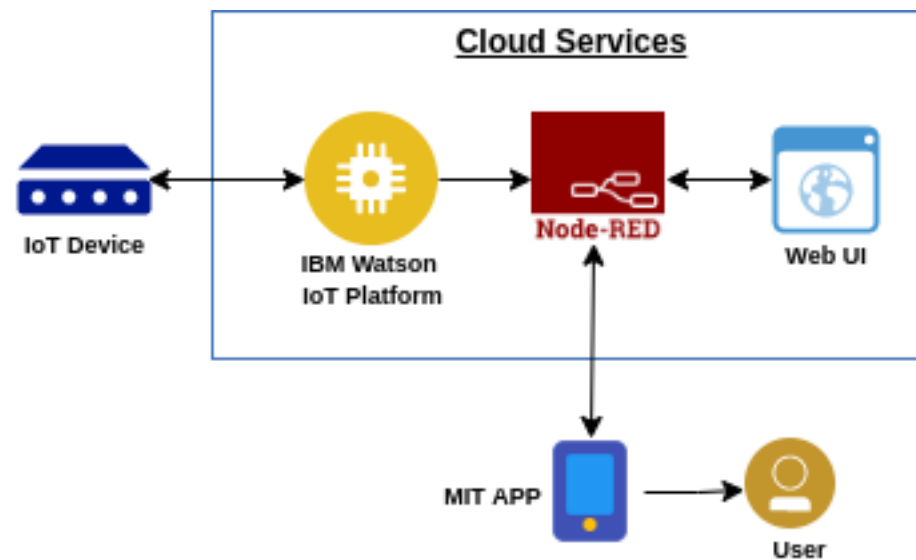 Cloud Services
IoT Device
IBM Watson
IoT Platform
Node-RED
Web UI
MIT APP
User